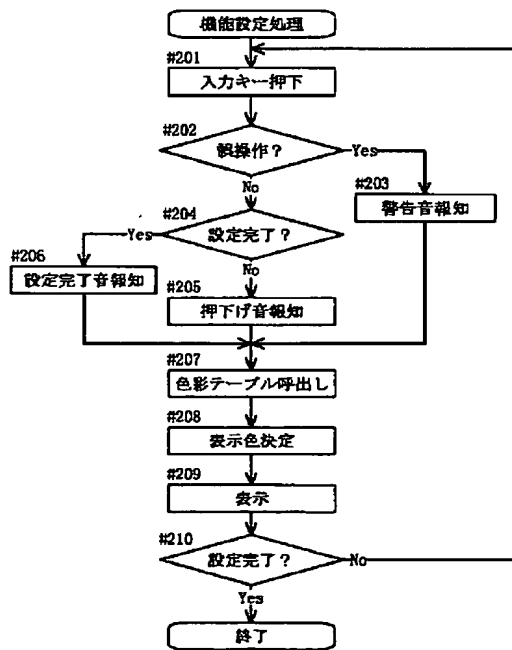 機能設定処理
#201
入力キー押下
#202
誤操作？
Yes
No
#203
警告音報知
#204
設定完了？
Yes
No
#206
設定完了音報知
#205
押下げ音報知
#207
色彩テーブル呼出し
#208
表示色決定
#209
表示
#210
設定完了？
No
Yes
終了